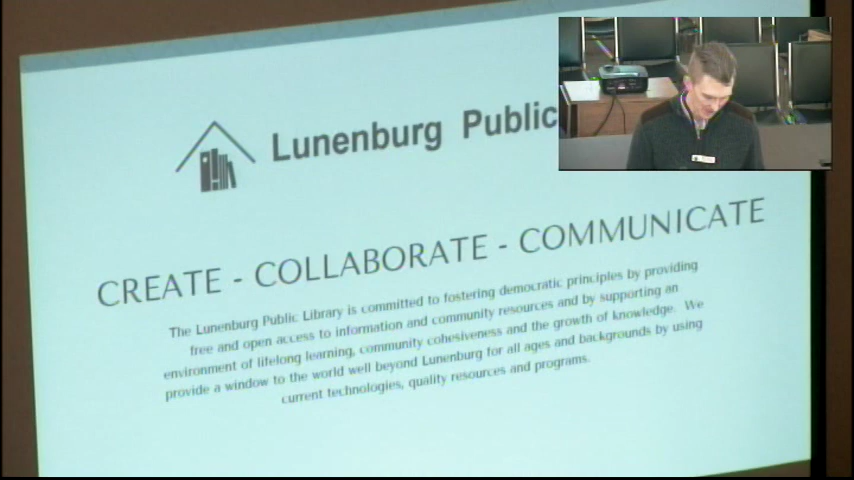 Lunenburg Public
CREATE - COLLABORATE - COMMUNICATE
The Lunenburg Public Library is committed to fostering democratic principles by providing
free and open access to information and community resources and by supporting an
environment of lifelong learning, community cohesiveness and the growth of knowledge. We
provide a window to the world well beyond Lunenburg for all ages and backgrounds by using
current technologies, quality resources and programs.